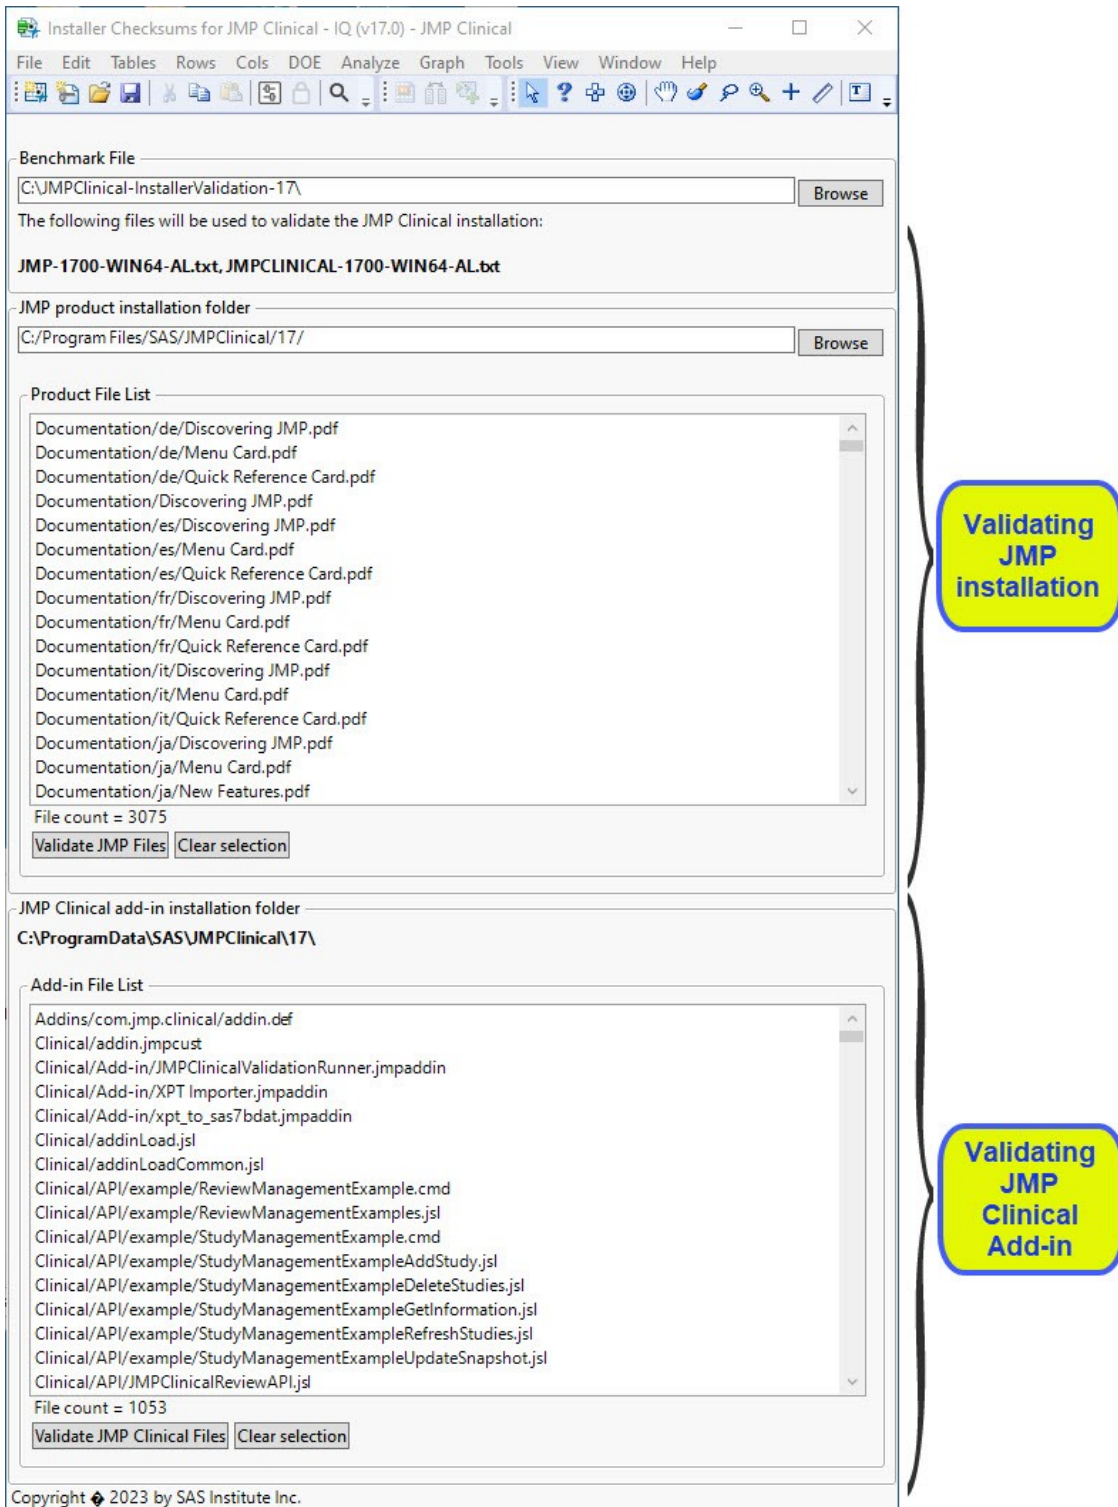 Installer Checksums for JMP Clinical - IQ (v17.0) - JMP Clinical
File Edit Tables Rows Cols DOE Analyze Graph Tools View Window Help
Benchmark File
C:\JMPClinical-InstallerValidation-17\
Browse
The following files will be used to validate the JMP Clinical installation:
JMP-1700-WIN64-AL.txt, JMPCLINICAL-1700-WIN64-AL.txt
JMP product installation folder
C:/Program Files/SAS/JMPClinical/17/
Browse
Product File List
Documentation/de/Discovering JMP.pdf
Documentation/de/Menu Card.pdf
Documentation/de/Quick Reference Card.pdf
Documentation/Discovering JMP.pdf
Documentation/es/Discovering JMP.pdf
Documentation/es/Menu Card.pdf
Documentation/es/Quick Reference Card.pdf
Documentation/fr/Discovering JMP.pdf
Documentation/fr/Menu Card.pdf
Documentation/fr/Quick Reference Card.pdf
Documentation/it/Discovering JMP.pdf
Documentation/it/Menu Card.pdf
Documentation/it/Quick Reference Card.pdf
Documentation/ja/Discovering JMP.pdf
Documentation/ja/Menu Card.pdf
Documentation/ja/New Features.pdf
File count = 3075
Validate JMP Files Clear selection
Validating
JMP
installation
JMP Clinical add-in installation folder
C:\ProgramData\SAS\JMPClinical\17\
Add-in File List
Addins/com.jmp.clinical/addin.def
Clinical/addin.jmpcust
Clinical/Add-in/JMPClinicalValidationRunner.jmpaddin
Clinical/Add-in/XPT Importer.jmpaddin
Clinical/Add-in/xpt_to_sas7bdat.jmpaddin
Clinical/addinLoad.jsl
Clinical/addinLoadCommon.jsl
Clinical/API/example/ReviewManagementExample.cmd
Clinical/API/example/ReviewManagementExamples.jsl
Clinical/API/example/StudyManagementExample.cmd
Clinical/API/example/StudyManagementExampleAddStudy.jsl
Clinical/API/example/StudyManagementExampleDeleteStudies.jsl
Clinical/API/example/StudyManagementExampleGetInformation.jsl
Clinical/API/example/StudyManagementExampleRefreshStudies.jsl
Clinical/API/example/StudyManagementExampleUpdateSnapshot.jsl
Clinical/API/JMPClinicalReviewAPI.jsl
File count = 1053
Validate JMP Clinical Files Clear selection
Validating
JMP
Clinical
Add-in
Copyright � 2023 by SAS Institute Inc.